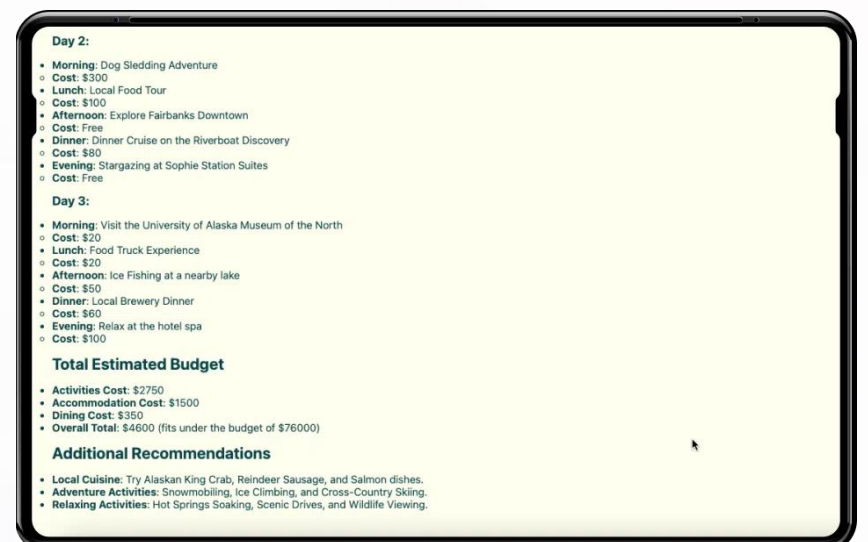 Day 2:
Morning: Dog Sledding Adventure
Cost: $300
Lunch: Local Food Tour
Cost: $100
Afternoon: Explore Fairbanks Downtown
Cost: Free
Dinner: Dinner Cruise on the Riverboat Discovery
Cost: $80
Evening: Stargazing at Sophie Station Suites
Cost: Free
Day 3:
Morning: Visit the University of Alaska Museum of the North
Cost: $20
Lunch: Food Truck Experience
Cost: $20
Afternoon: Ice Fishing at a nearby lake
Cost: $50
Dinner: Local Brewery Dinner
Cost: $60
Evening: Relax at the hotel spa
Cost: $100
Total Estimated Budget
Activities Cost: $2750
Accommodation Cost: $1500
Dining Cost: $350
Overall Total: $4600 (fits under the budget of $76000)
Additional Recommendations
Local Cuisine: Try Alaskan King Crab, Reindeer Sausage, and Salmon dishes.
Adventure Activities: Snowmobiling, Ice Climbing, and Cross-Country Skiing.
Relaxing Activities: Hot Springs Soaking, Scenic Drives, and Wildlife Viewing.